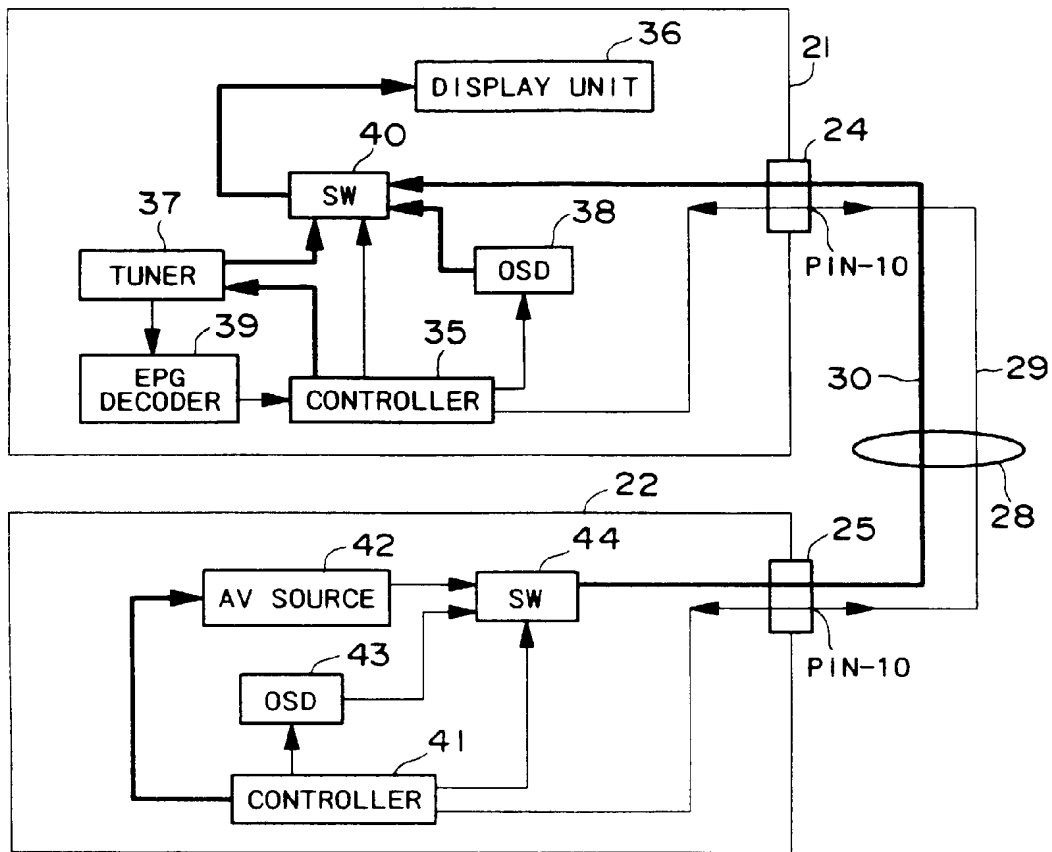 36
21
DISPLAY UNIT
40
24
SW
37
38
TUNER
OSD
PIN-10
39
35
EPG
DECODER
CONTROLLER
30
29
28
22
25
42
44
AV SOURCE
SW
43
PIN-10
OSD
41
CONTROLLER